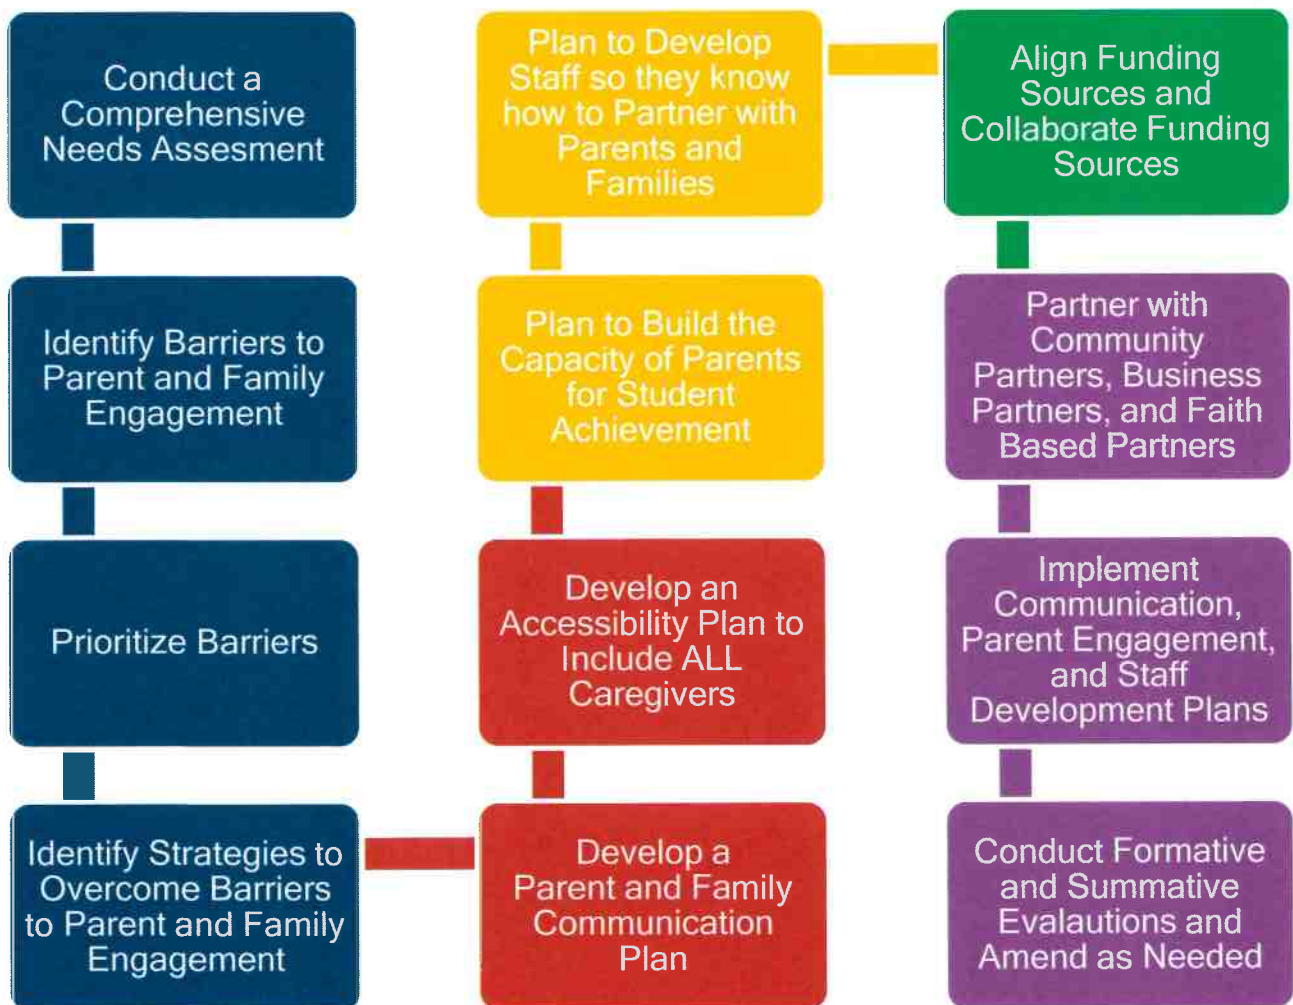 Conduct a
Comprehensive
Needs Assesment
Identify Barriers to
Parent and Family
Engagement
Prioritize Barriers
Identify Strategies to
Overcome Barriers
to Parent and Family
Engagement
Develop a
Parent and Family
Communication
Plan
Develop an
Accessibility Plan to
Include ALL
Caregivers
Plan to Build the
Capacity of Parents
for Student
Achievement
Plan to Develop
Staff so they know
how to Partner with
Parents and
Families
Align Funding
Sources and
Collaborate Funding
Sources
Partner with
Community
Partners, Business
Partners, and Faith
Based Partners
Implement
Communication,
Parent Engagement,
and Staff
Development Plans
Conduct Formative
and Summative
Evalautions and
Amend as Needed